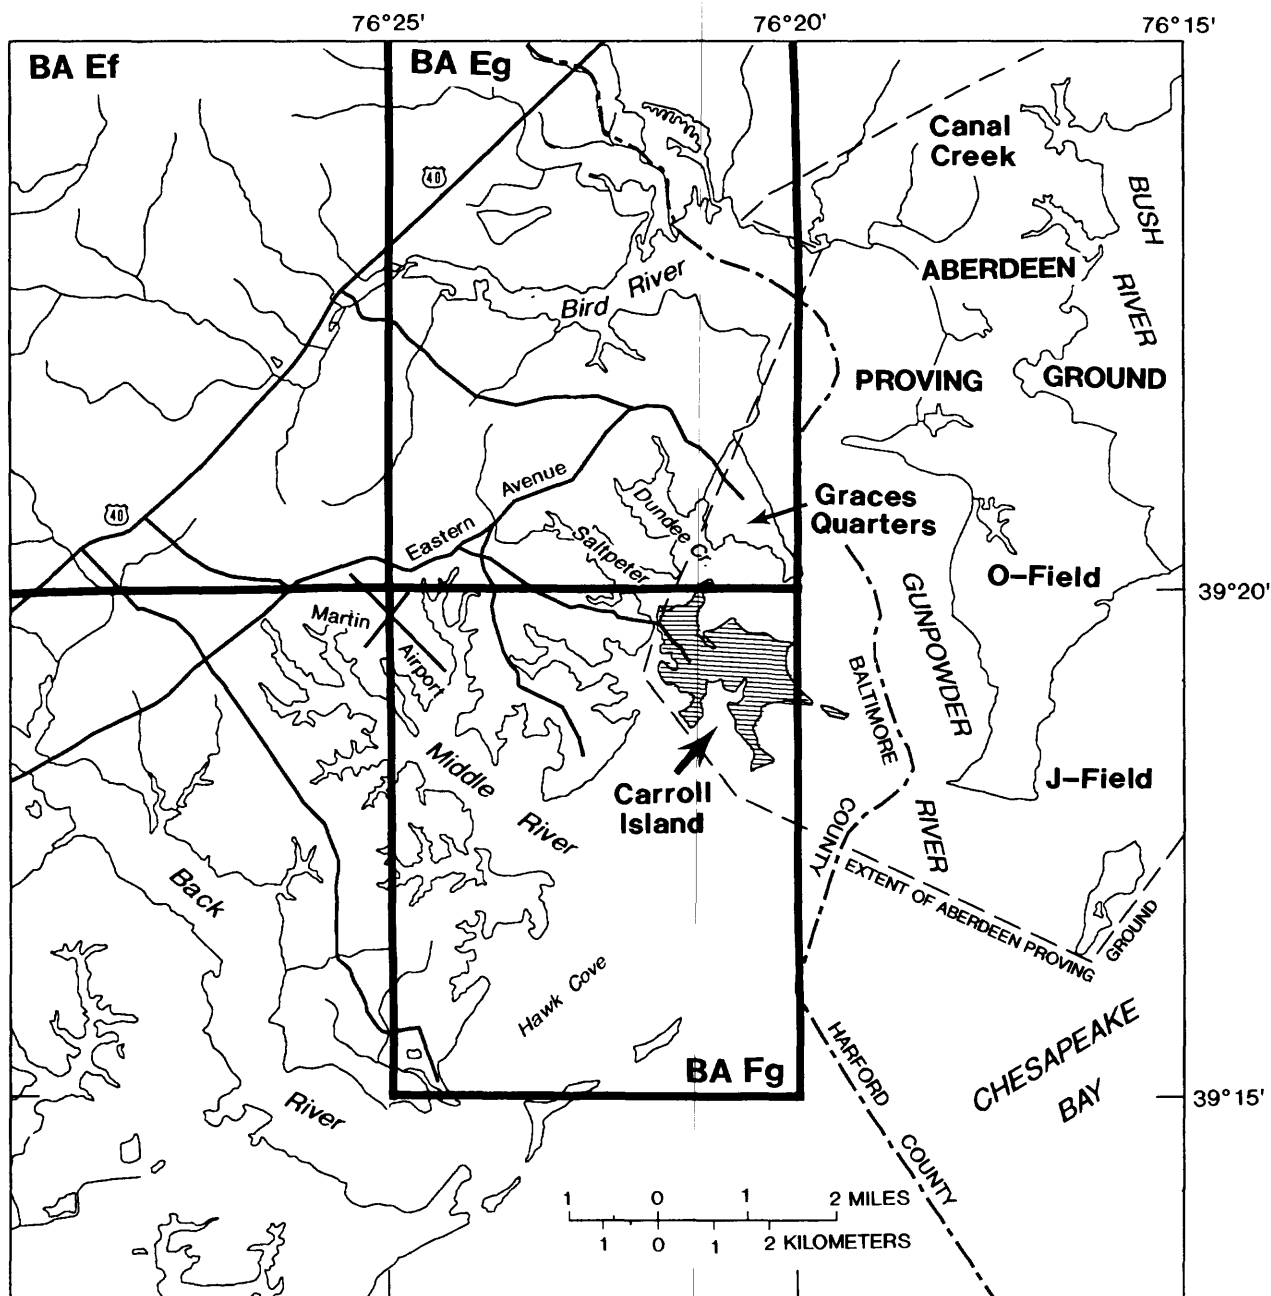 76°25'
76°20'
76°15'
BA Ef
BA Eg
Canal
Creek
40
BUSH
RIVER
ABERDEEN
Bird River
PROVING GROUND
Eastern Avenue
40
Dundee Cr.
Saltpeter
Graces
Quarters
O-Field
39°20'
Martin
Airport
GUNPOWDER
RIVER
BALTIMORE
COUNTY
Middle
River
Carroll
Island
J-Field
EXTENT OF ABERDEEN PROVING GROUND
Back
River
Hawk Cove
HARFORD
COUNTY
CHESAPEAKE
BAY
BA Fg
39°15'
1 0 1 2 MILES
1 0 1 2 KILOMETERS